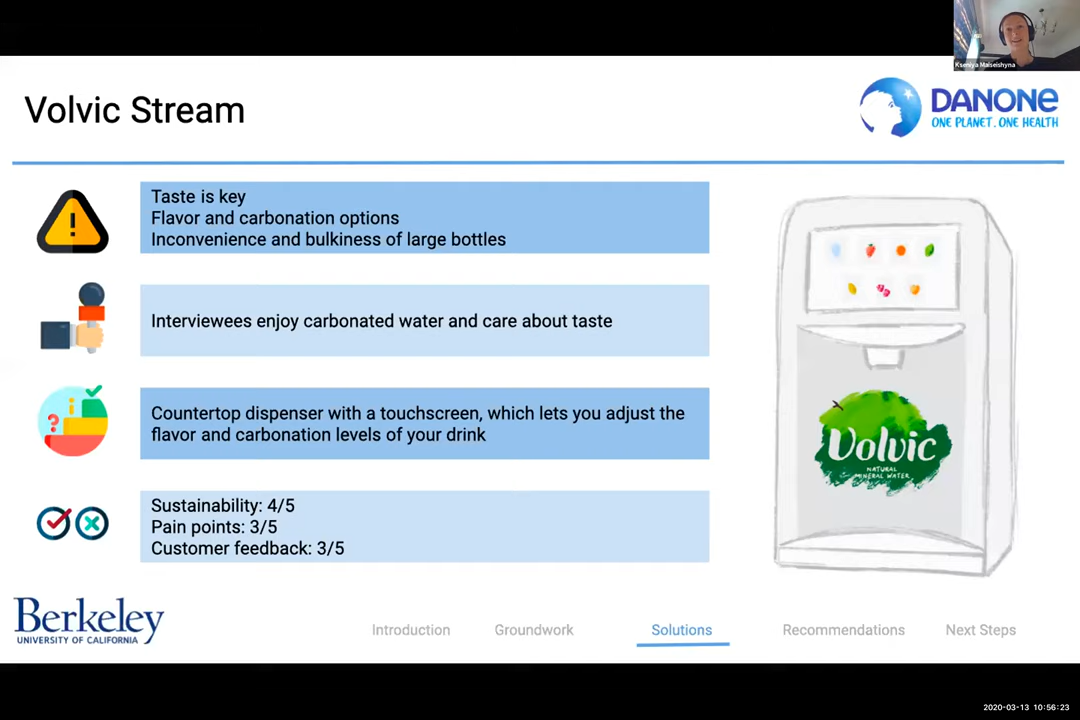 Kseniya Maiseishyna
Volvic Stream
DANONE
ONE PLANET. ONE HEALTH
Taste is key
Flavor and carbonation options
Inconvenience and bulkiness of large bottles
Interviewees enjoy carbonated water and care about taste
Countertop dispenser with a touchscreen, which lets you adjust the
flavor and carbonation levels of your drink
Sustainability: 4/5
Pain points: 3/5
Customer feedback: 3/5
Volvic
NATURAL
MINERAL WATER
Berkeley
UNIVERSITY OF CALIFORNIA
Introduction
Groundwork
Solutions
Recommendations
Next Steps
2020-03-13 10:56:23